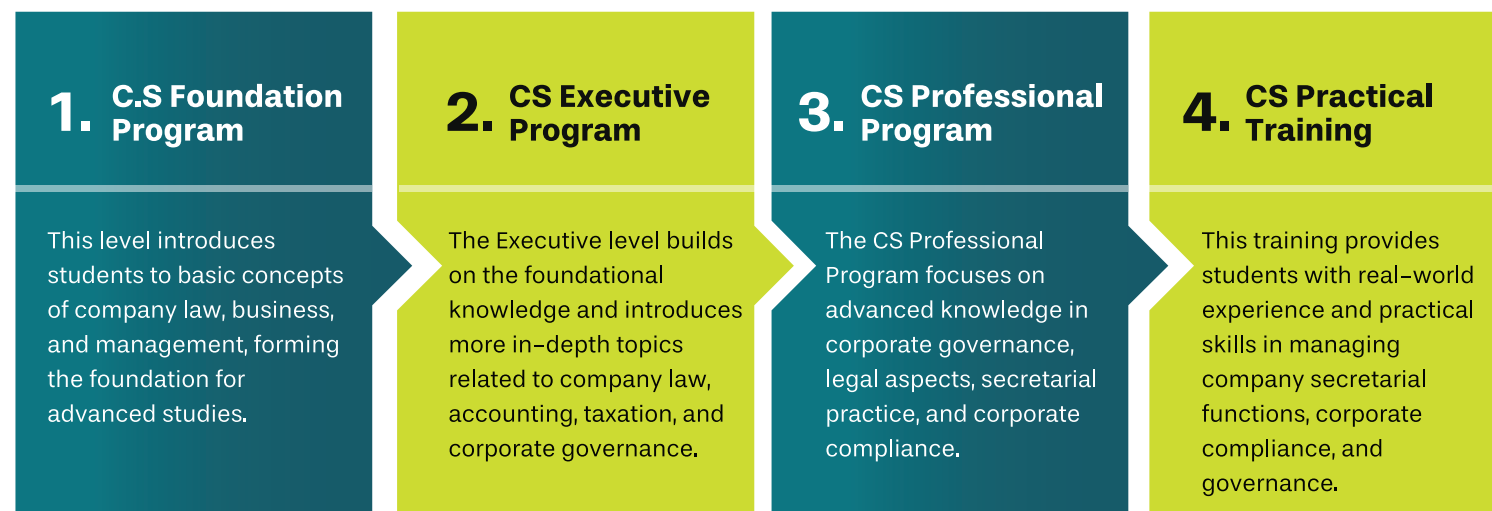 1.
C.S Foundation
Program
This level introduces
students to basic concepts
of company law, business,
and management, forming
the foundation for
advanced studies.
2.
CS Executive
Program
The Executive level builds
on the foundational
knowledge and introduces
more in-depth topics
related to company law,
accounting, taxation, and
corporate governance.
3.
CS Professional
Program
The CS Professional
Program focuses on
advanced knowledge in
corporate governance,
legal aspects, secretarial
practice, and corporate
compliance.
4.
CS Practical
Training
This training provides
students with real-world
experience and practical
skills in managing
company secretarial
functions, corporate
compliance, and
governance.